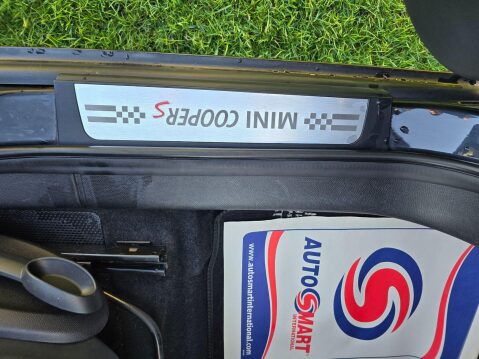 MINI COOPER S
www.autosmartinternational.com
AUTOSMART
INTERNATIONAL